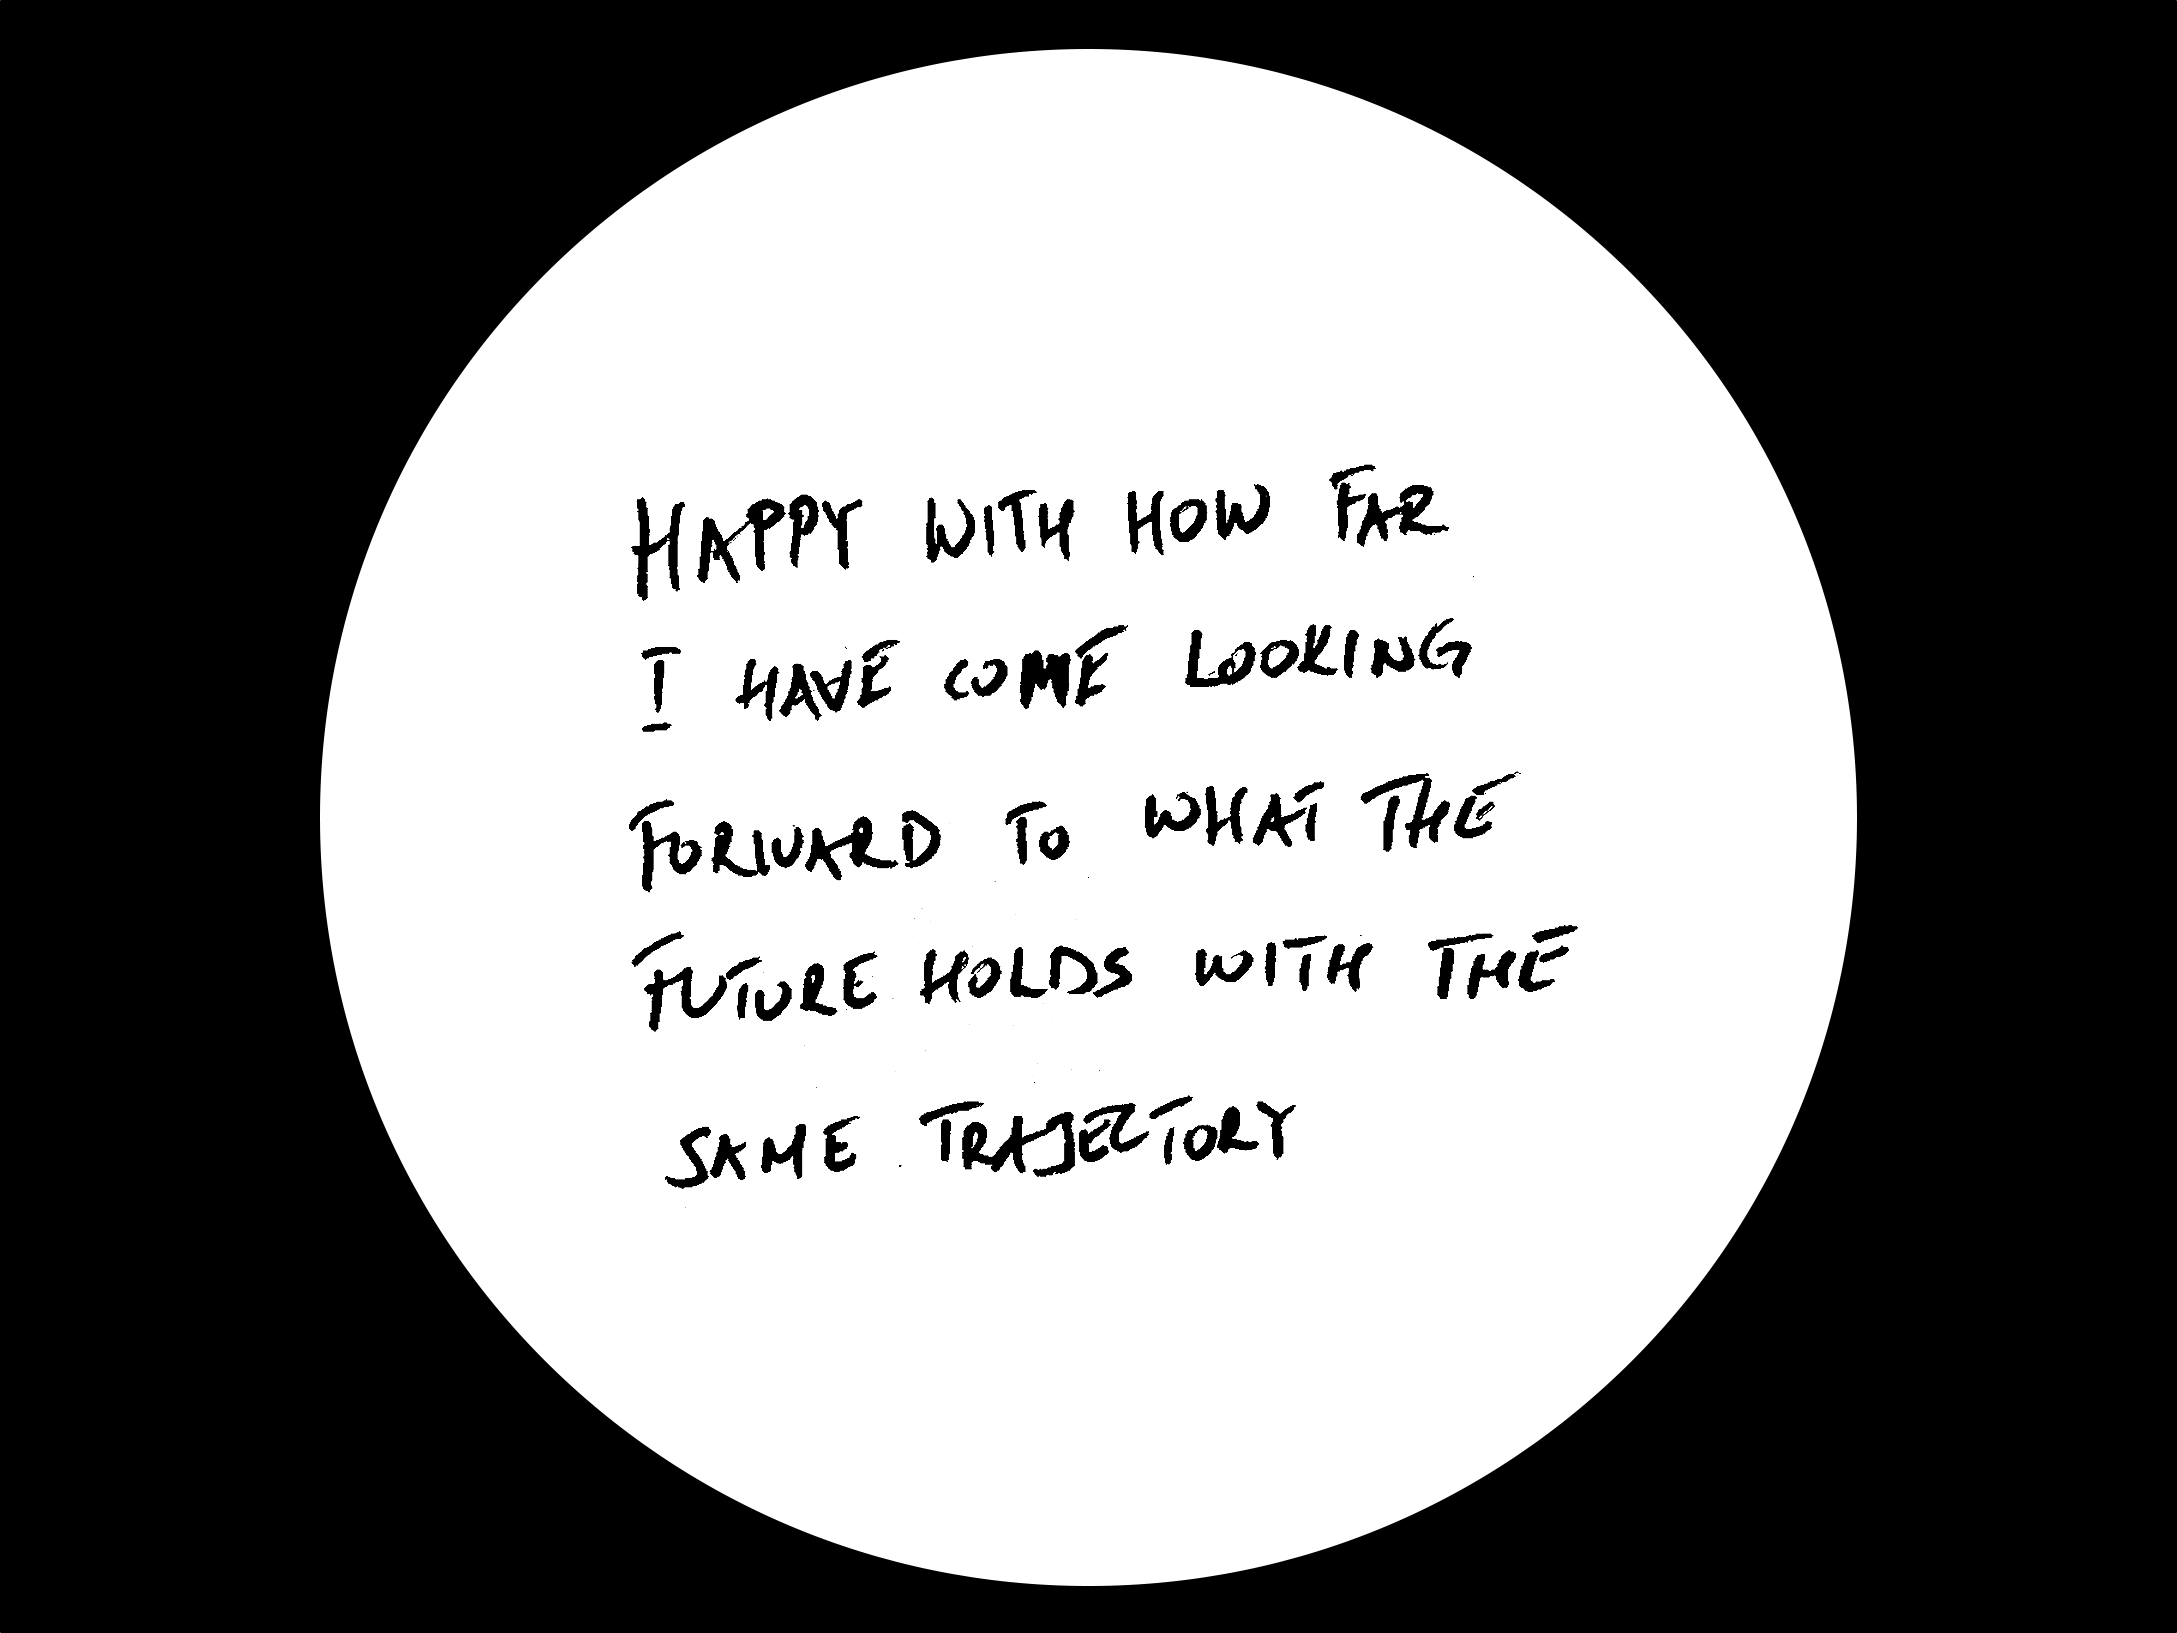 HAPPY WITH HOW FAR
I HAVE COME LOOKING
FORWARD TO WHAT THE
FUTURE HOLDS WITH THE
SAME TRAJECTORY